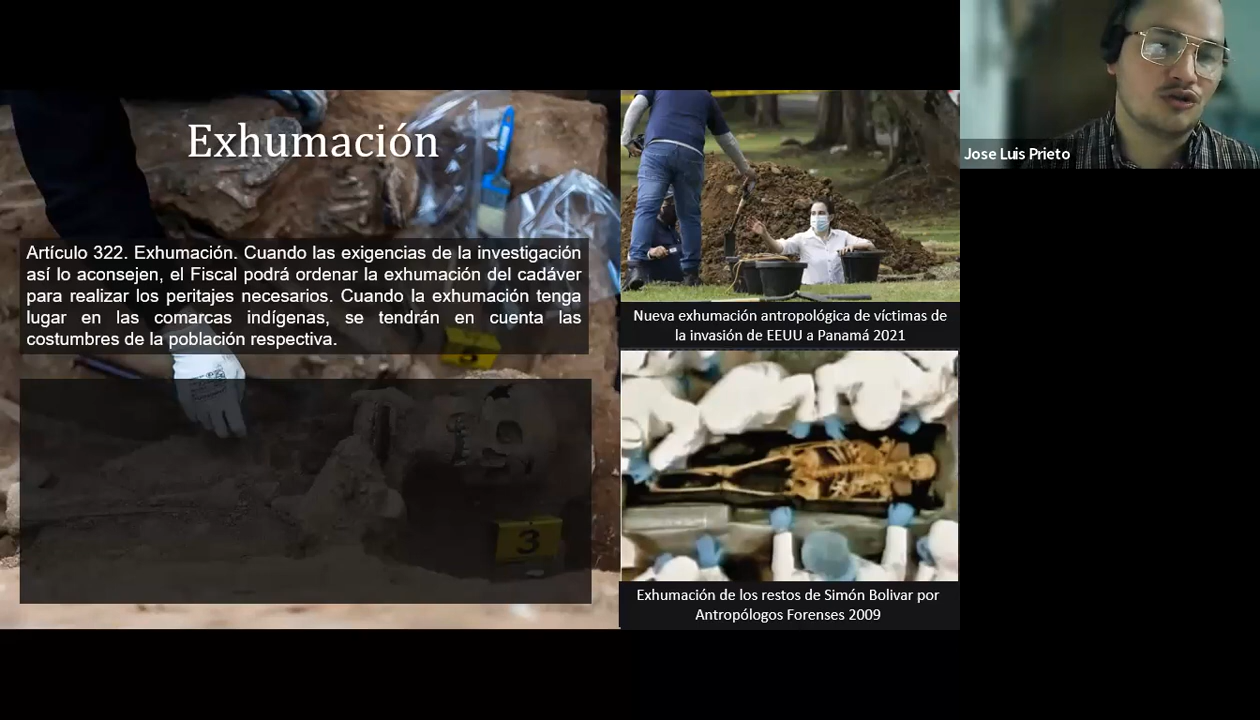 Exhumación
Artículo 322. Exhumación. Cuando las exigencias de la investigación
así lo aconsejen, el Fiscal podrá ordenar la exhumación del cadáver
para realizar los peritajes necesarios. Cuando la exhumación tenga
lugar en las comarcas indígenas, se tendrán en cuenta las
costumbres de la población respectiva.
3
Nueva exhumación antropológica de víctimas de
la invasión de EEUU a Panamá 2021
Exhumación de los restos de Simón Bolivar por
Antropólogos Forenses 2009
Jose Luis Prieto